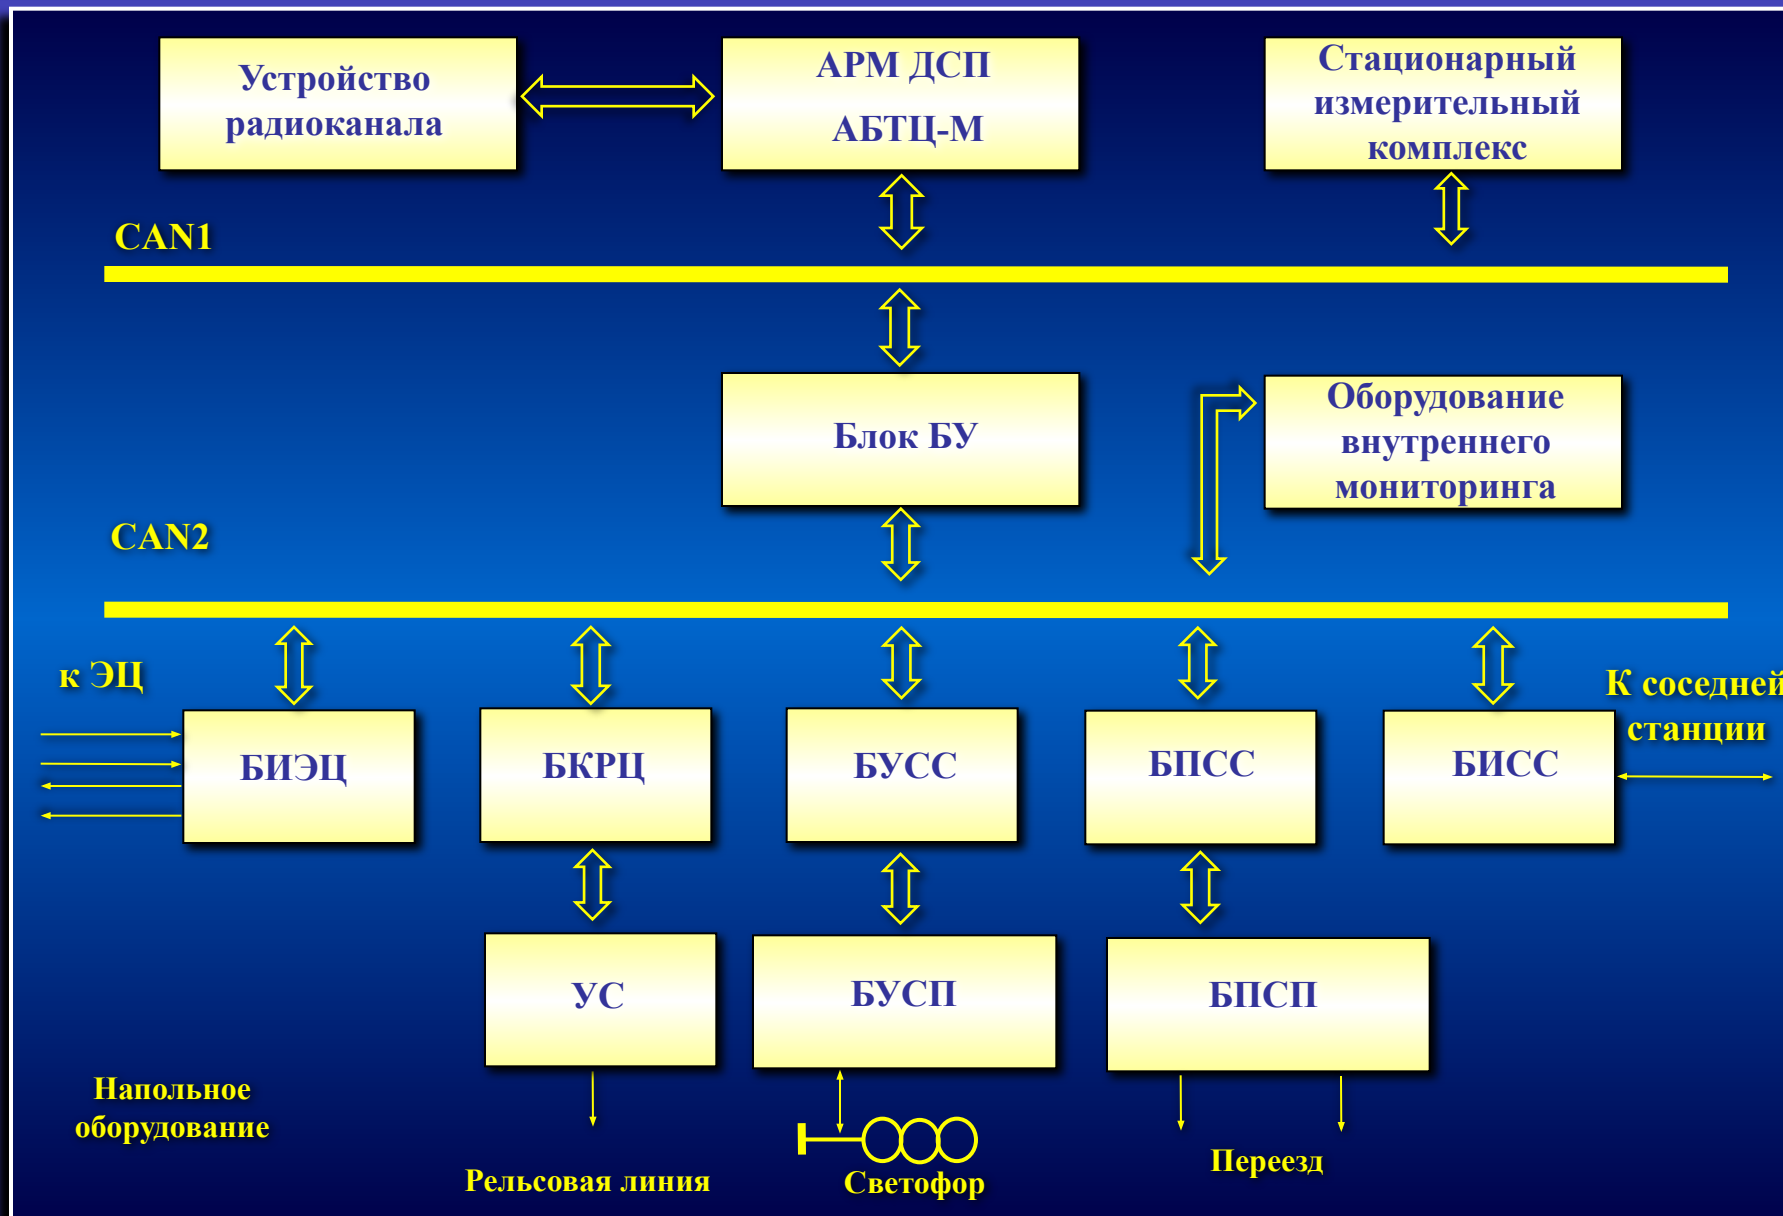 Устройство
радиоканала
АРМ ДСП
АБТЦ-М
Стационарный
измерительный
комплекс
CAN1
Блок БУ
Оборудование
внутреннего
мониторинга
CAN2
к ЭЦ
К соседней
станции
БИЭЦ
БКРЦ
БУСС
БПСС
БИСС
УС
БУСП
БПСП
Напольное
оборудование
Рельсовая линия
Светофор
Переезд